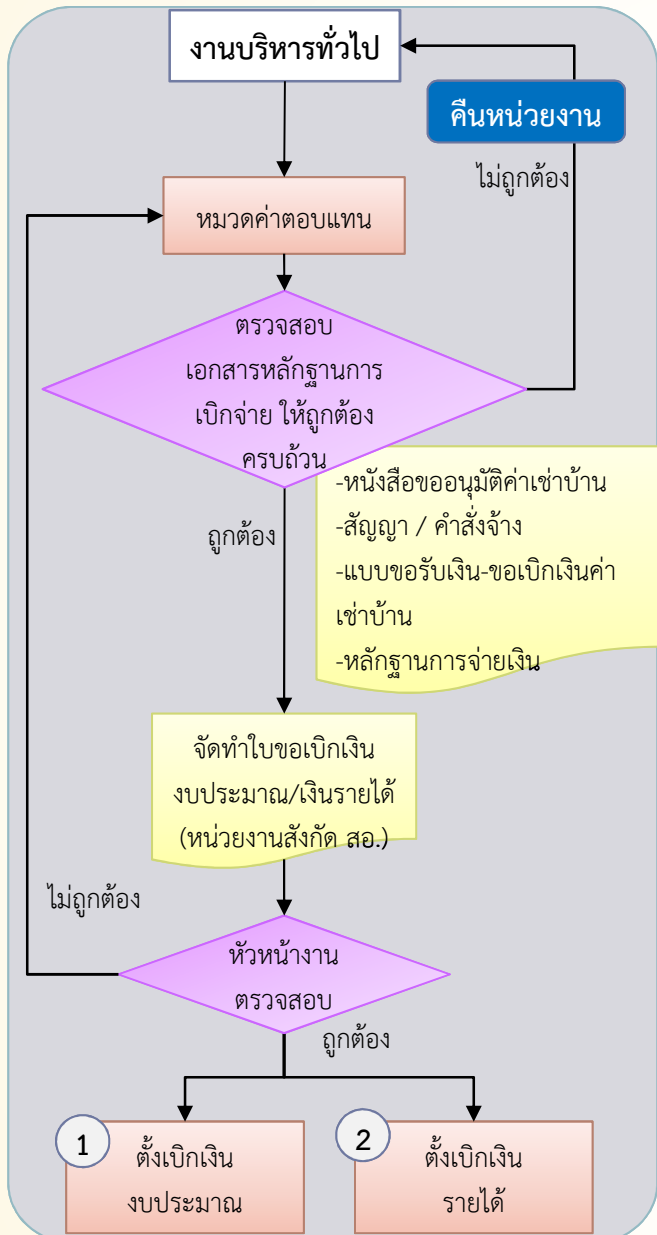 งานบริหารทั่วไป
คืนหน่วยงาน
ไม่ถูกต้อง
หมวดค่าตอบแทน
ตรวจสอบ
เอกสารหลักฐานการ
เบิกจ่าย ให้ถูกต้อง
ครบถ้วน
-หนังสือขออนุมัติค่าเช่าบ้าน
-สัญญา / คำสั่งจ้าง
-แบบขอรับเงิน-ขอเบิกเงินค่า
เช่าบ้าน
-หลักฐานการจ่ายเงิน
ถูกต้อง
จัดทำใบขอเบิกเงิน
งบประมาณ/เงินรายได้
(หน่วยงานสังกัด สอ.)
ไม่ถูกต้อง
หัวหน้างาน
ตรวจสอบ
ถูกต้อง
1
ตั้งเบิกเงิน
งบประมาณ
2
ตั้งเบิกเงิน
รายได้